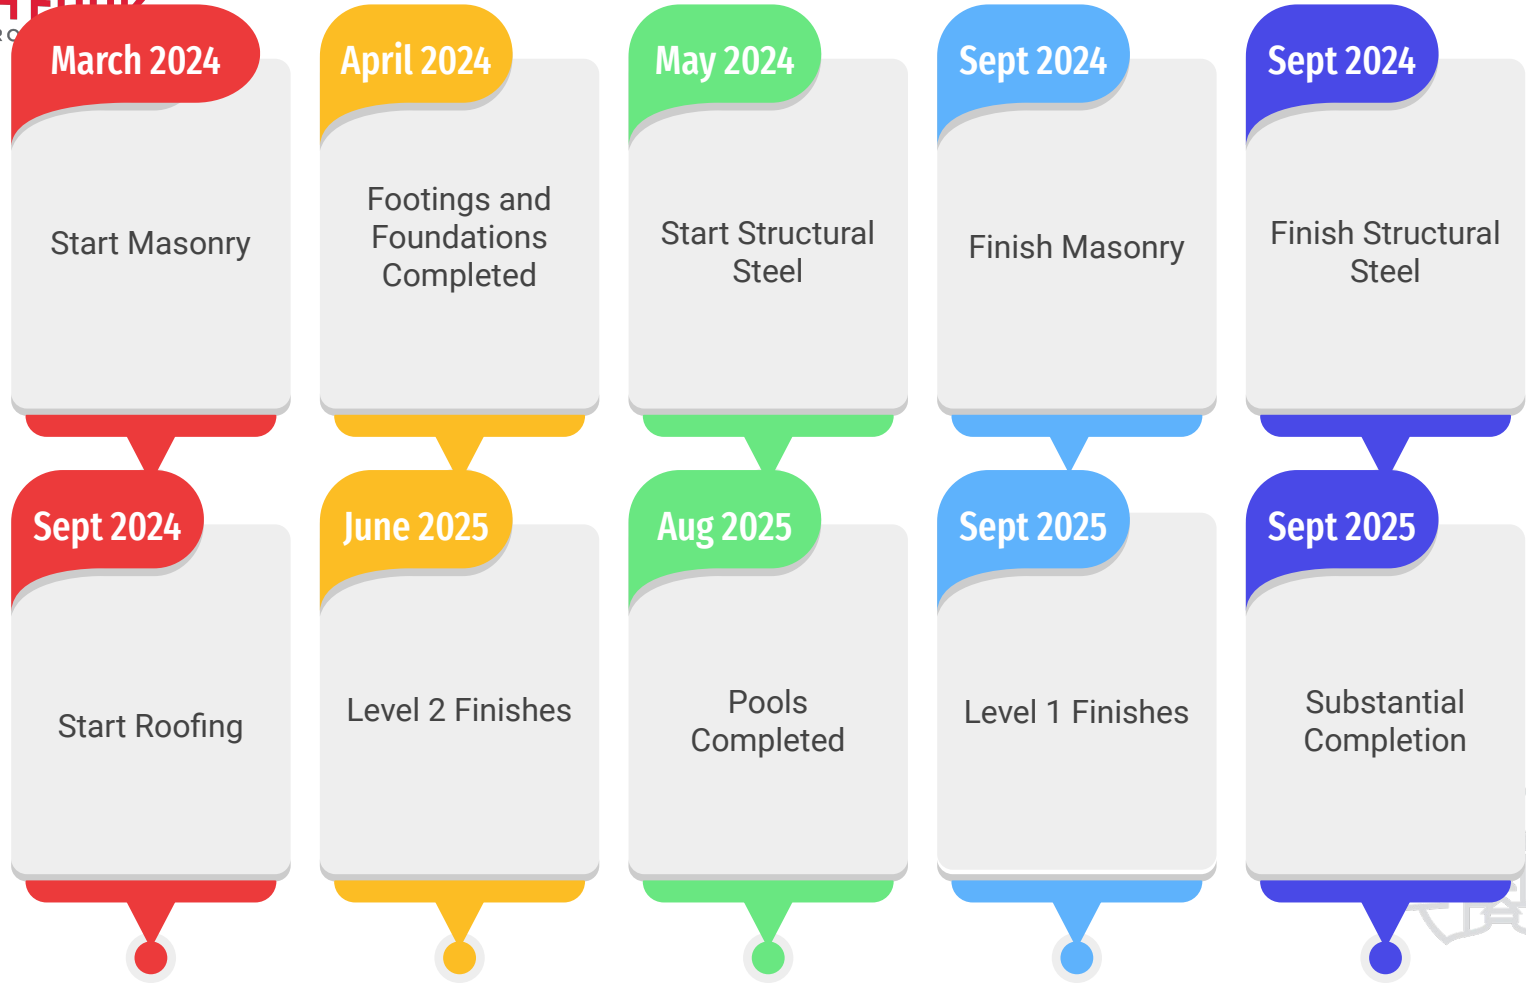 March 2024
Start Masonry
April 2024
Footings and
Foundations
Completed
May 2024
Start Structural
Steel
Sept 2024
Finish Masonry
Sept 2024
Finish Structural
Steel
Sept 2024
Start Roofing
June 2025
Level 2 Finishes
Aug 2025
Pools
Completed
Sept 2025
Level 1 Finishes
Sept 2025
Substantial
Completion